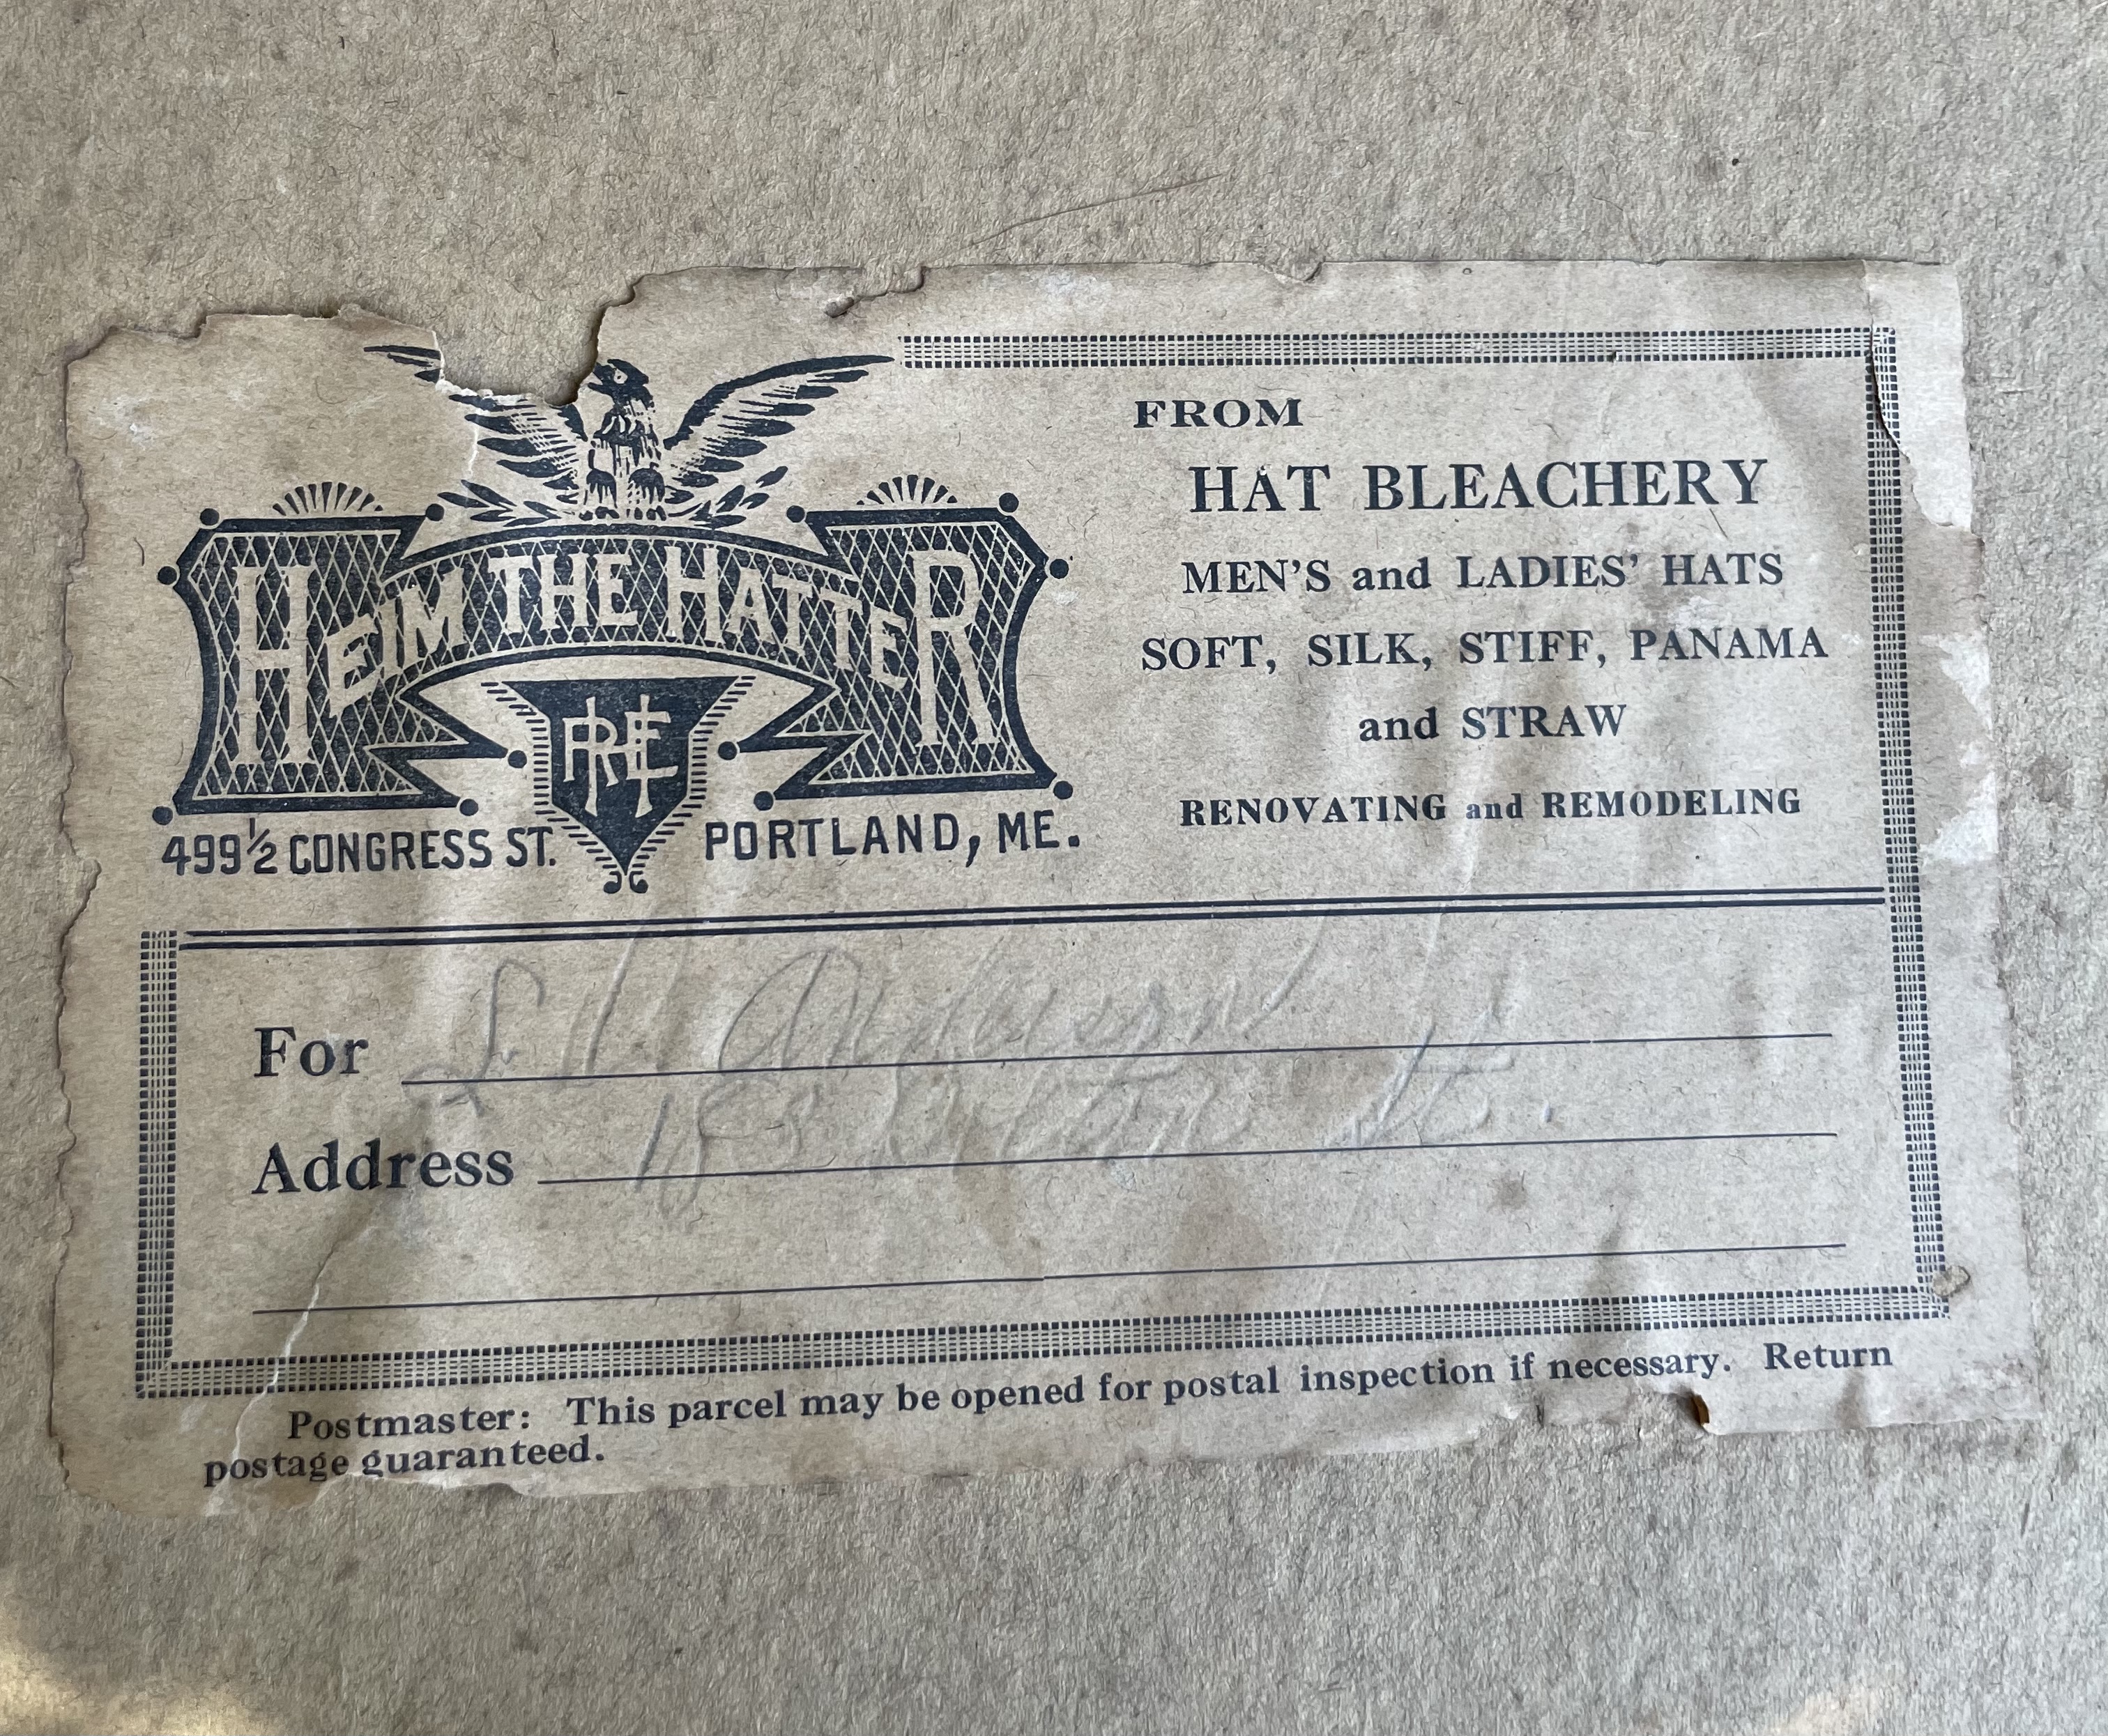 HEIM THE HATTER
499½ CONGRESS ST. PORTLAND, ME.
FROM
HAT BLEACHERY
MEN'S and LADIES' HATS
SOFT, SILK, STIFF, PANAMA
and STRAW
RENOVATING and REMODELING
For Anderson
Address St.
Postmaster: This parcel may be opened for postal inspection if necessary. Return
postage guaranteed.